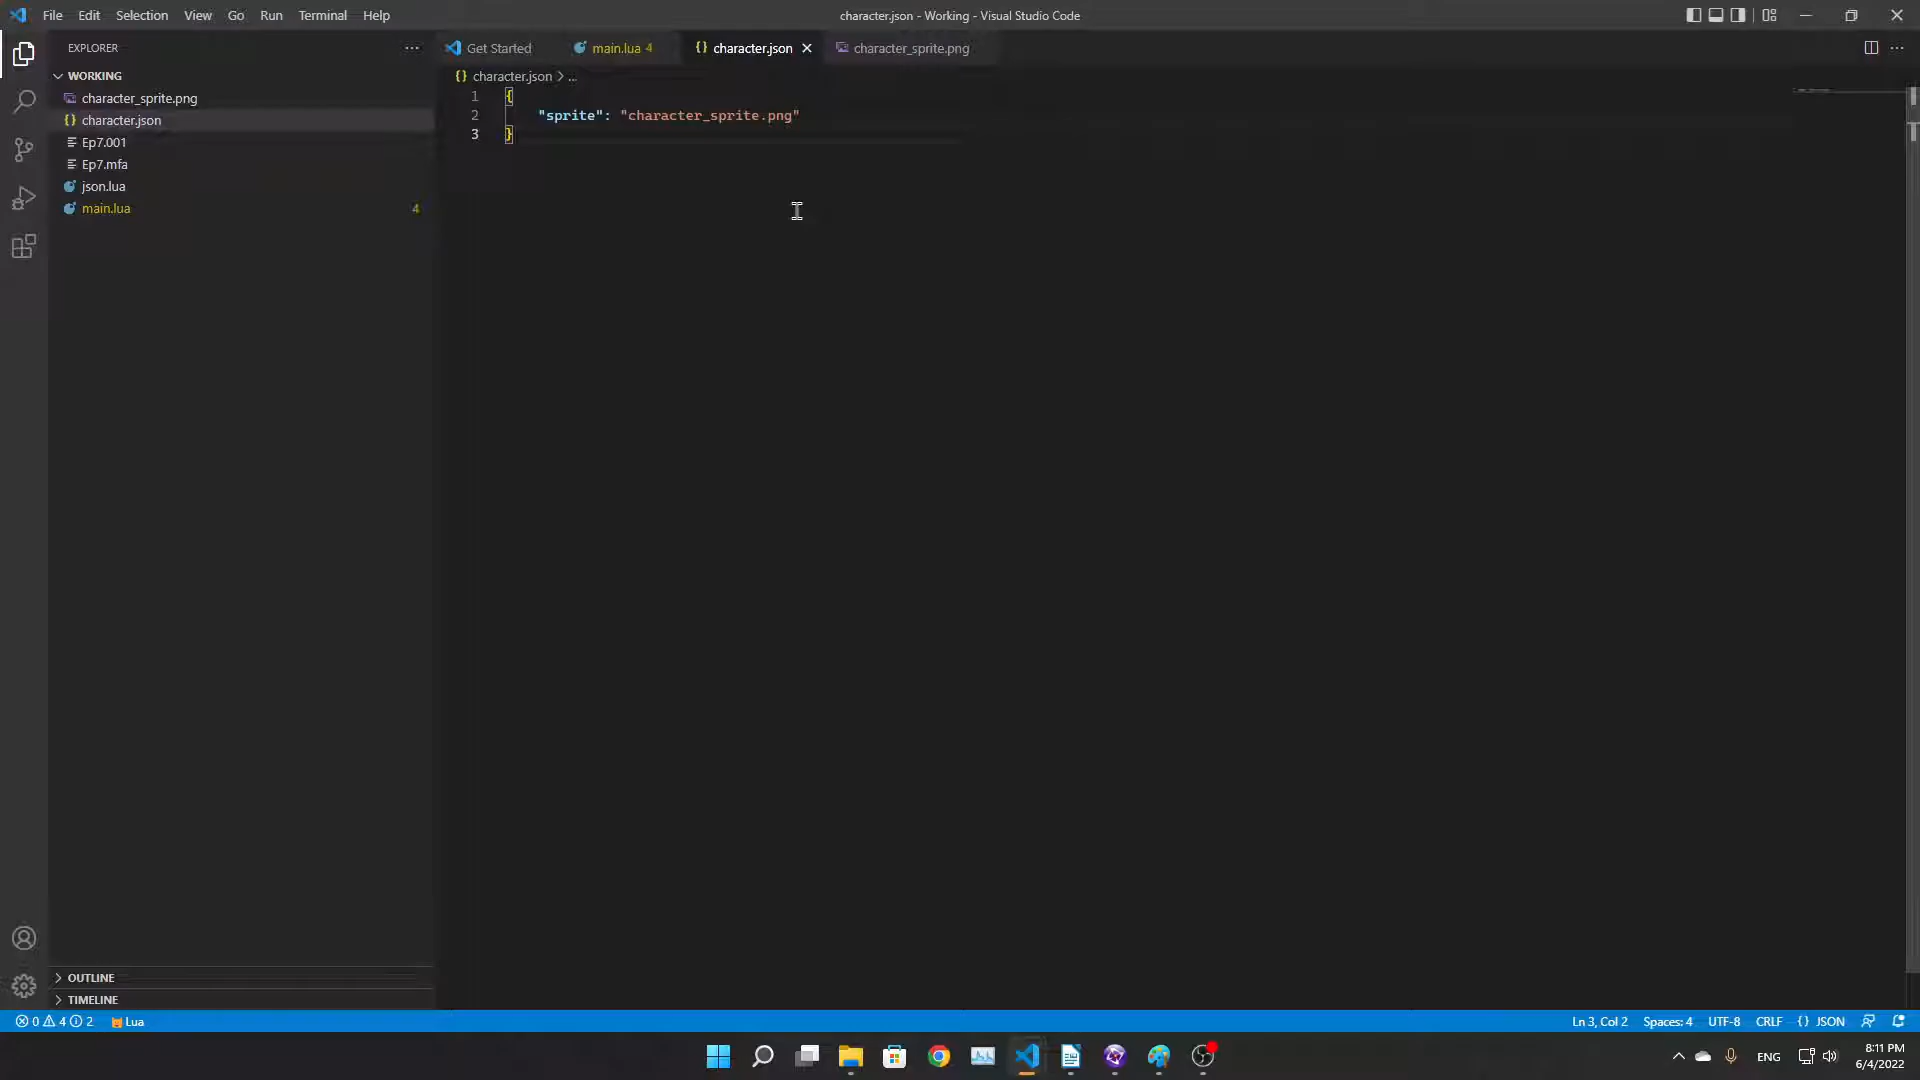 File Edit Selection View Go Run Terminal Help
character.json - Working - Visual Studio Code
EXPLORER
Get Started
main.lua 4
{} character.json
character_sprite.png
WORKING
{} character.json > ...
character_sprite.png
{} character.json
Ep7.001
Ep7.mfa
json.lua
main.lua 4
1 {
2 "sprite": "character_sprite.png"
3 }
OUTLINE
TIMELINE
0 4 2 Lua
Ln 3, Col 2 Spaces: 4 UTF-8 CRLF {} JSON
ENG
8:11 PM
6/4/2022